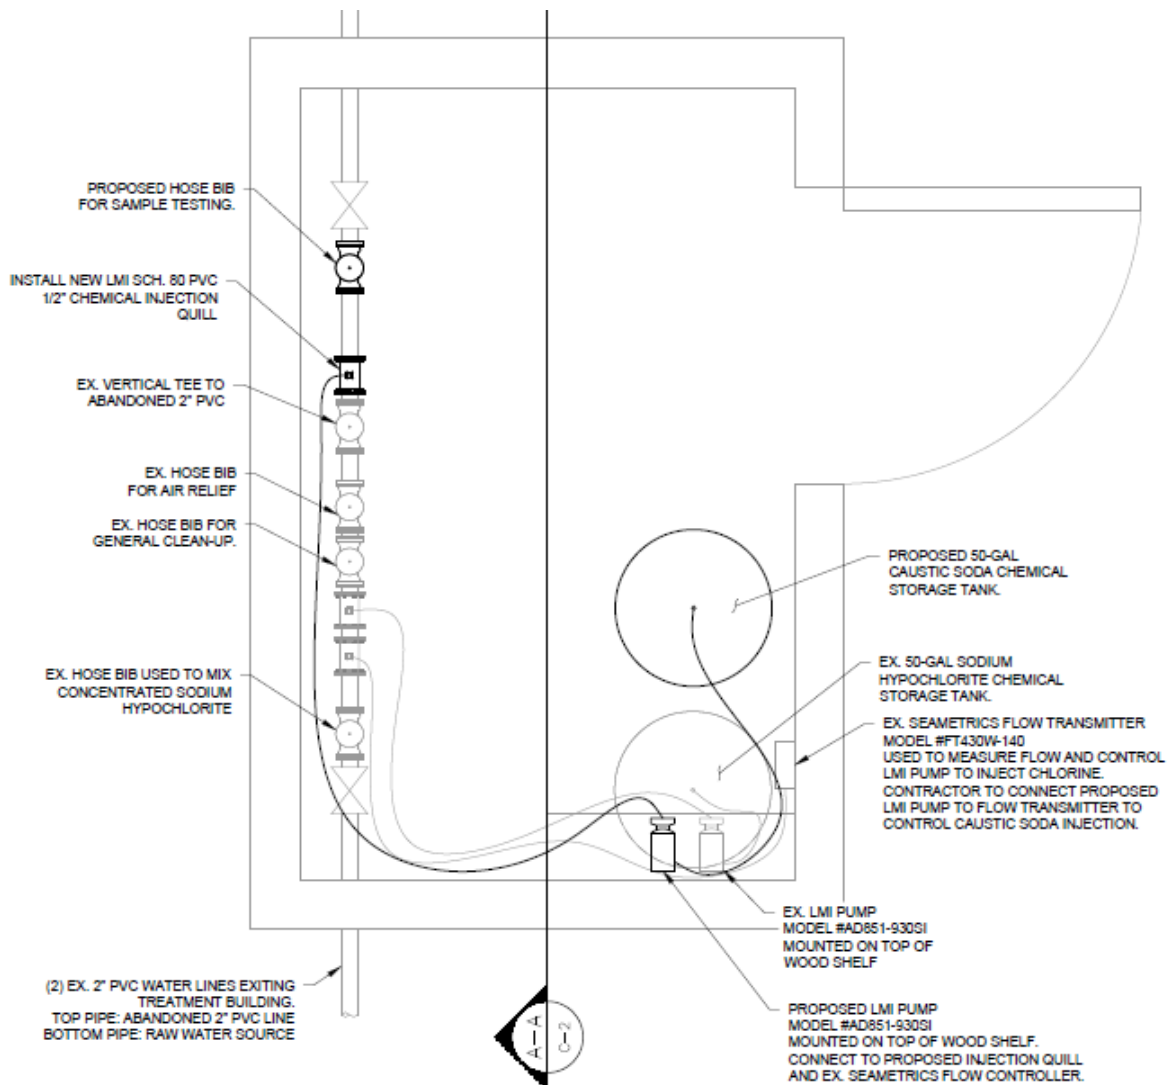 PROPOSED HOSE BIB
FOR SAMPLE TESTING.
INSTALL NEW LMI SCH. 80 PVC
1/2" CHEMICAL INJECTION
QUILL
EX. VERTICAL TEE TO
ABANDONED 2" PVC
EX. HOSE BIB
FOR AIR RELIEF
EX. HOSE BIB FOR
GENERAL CLEAN-UP.
EX. HOSE BIB USED TO MIX
CONCENTRATED SODIUM
HYPOCHLORITE
(2) EX. 2" PVC WATER LINES EXITING
TREATMENT BUILDING.
TOP PIPE: ABANDONED 2" PVC LINE
BOTTOM PIPE: RAW WATER SOURCE
PROPOSED 50-GAL
CAUSTIC SODA CHEMICAL
STORAGE TANK.
EX. 50-GAL SODIUM
HYPOCHLORITE CHEMICAL
STORAGE TANK.
EX. SEAMETRICS FLOW TRANSMITTER
MODEL #FT430W-140
USED TO MEASURE FLOW AND CONTROL
LMI PUMP TO INJECT CHLORINE.
CONTRACTOR TO CONNECT PROPOSED
LMI PUMP TO FLOW TRANSMITTER TO
CONTROL CAUSTIC SODA INJECTION.
EX. LMI PUMP
MODEL #AD851-930SI
MOUNTED ON TOP OF
WOOD SHELF
PROPOSED LMI PUMP
MODEL #AD851-930SI
MOUNTED ON TOP OF WOOD SHELF.
CONNECT TO PROPOSED INJECTION QUILL
AND EX. SEAMETRICS FLOW CONTROLLER.
A-A
C-2